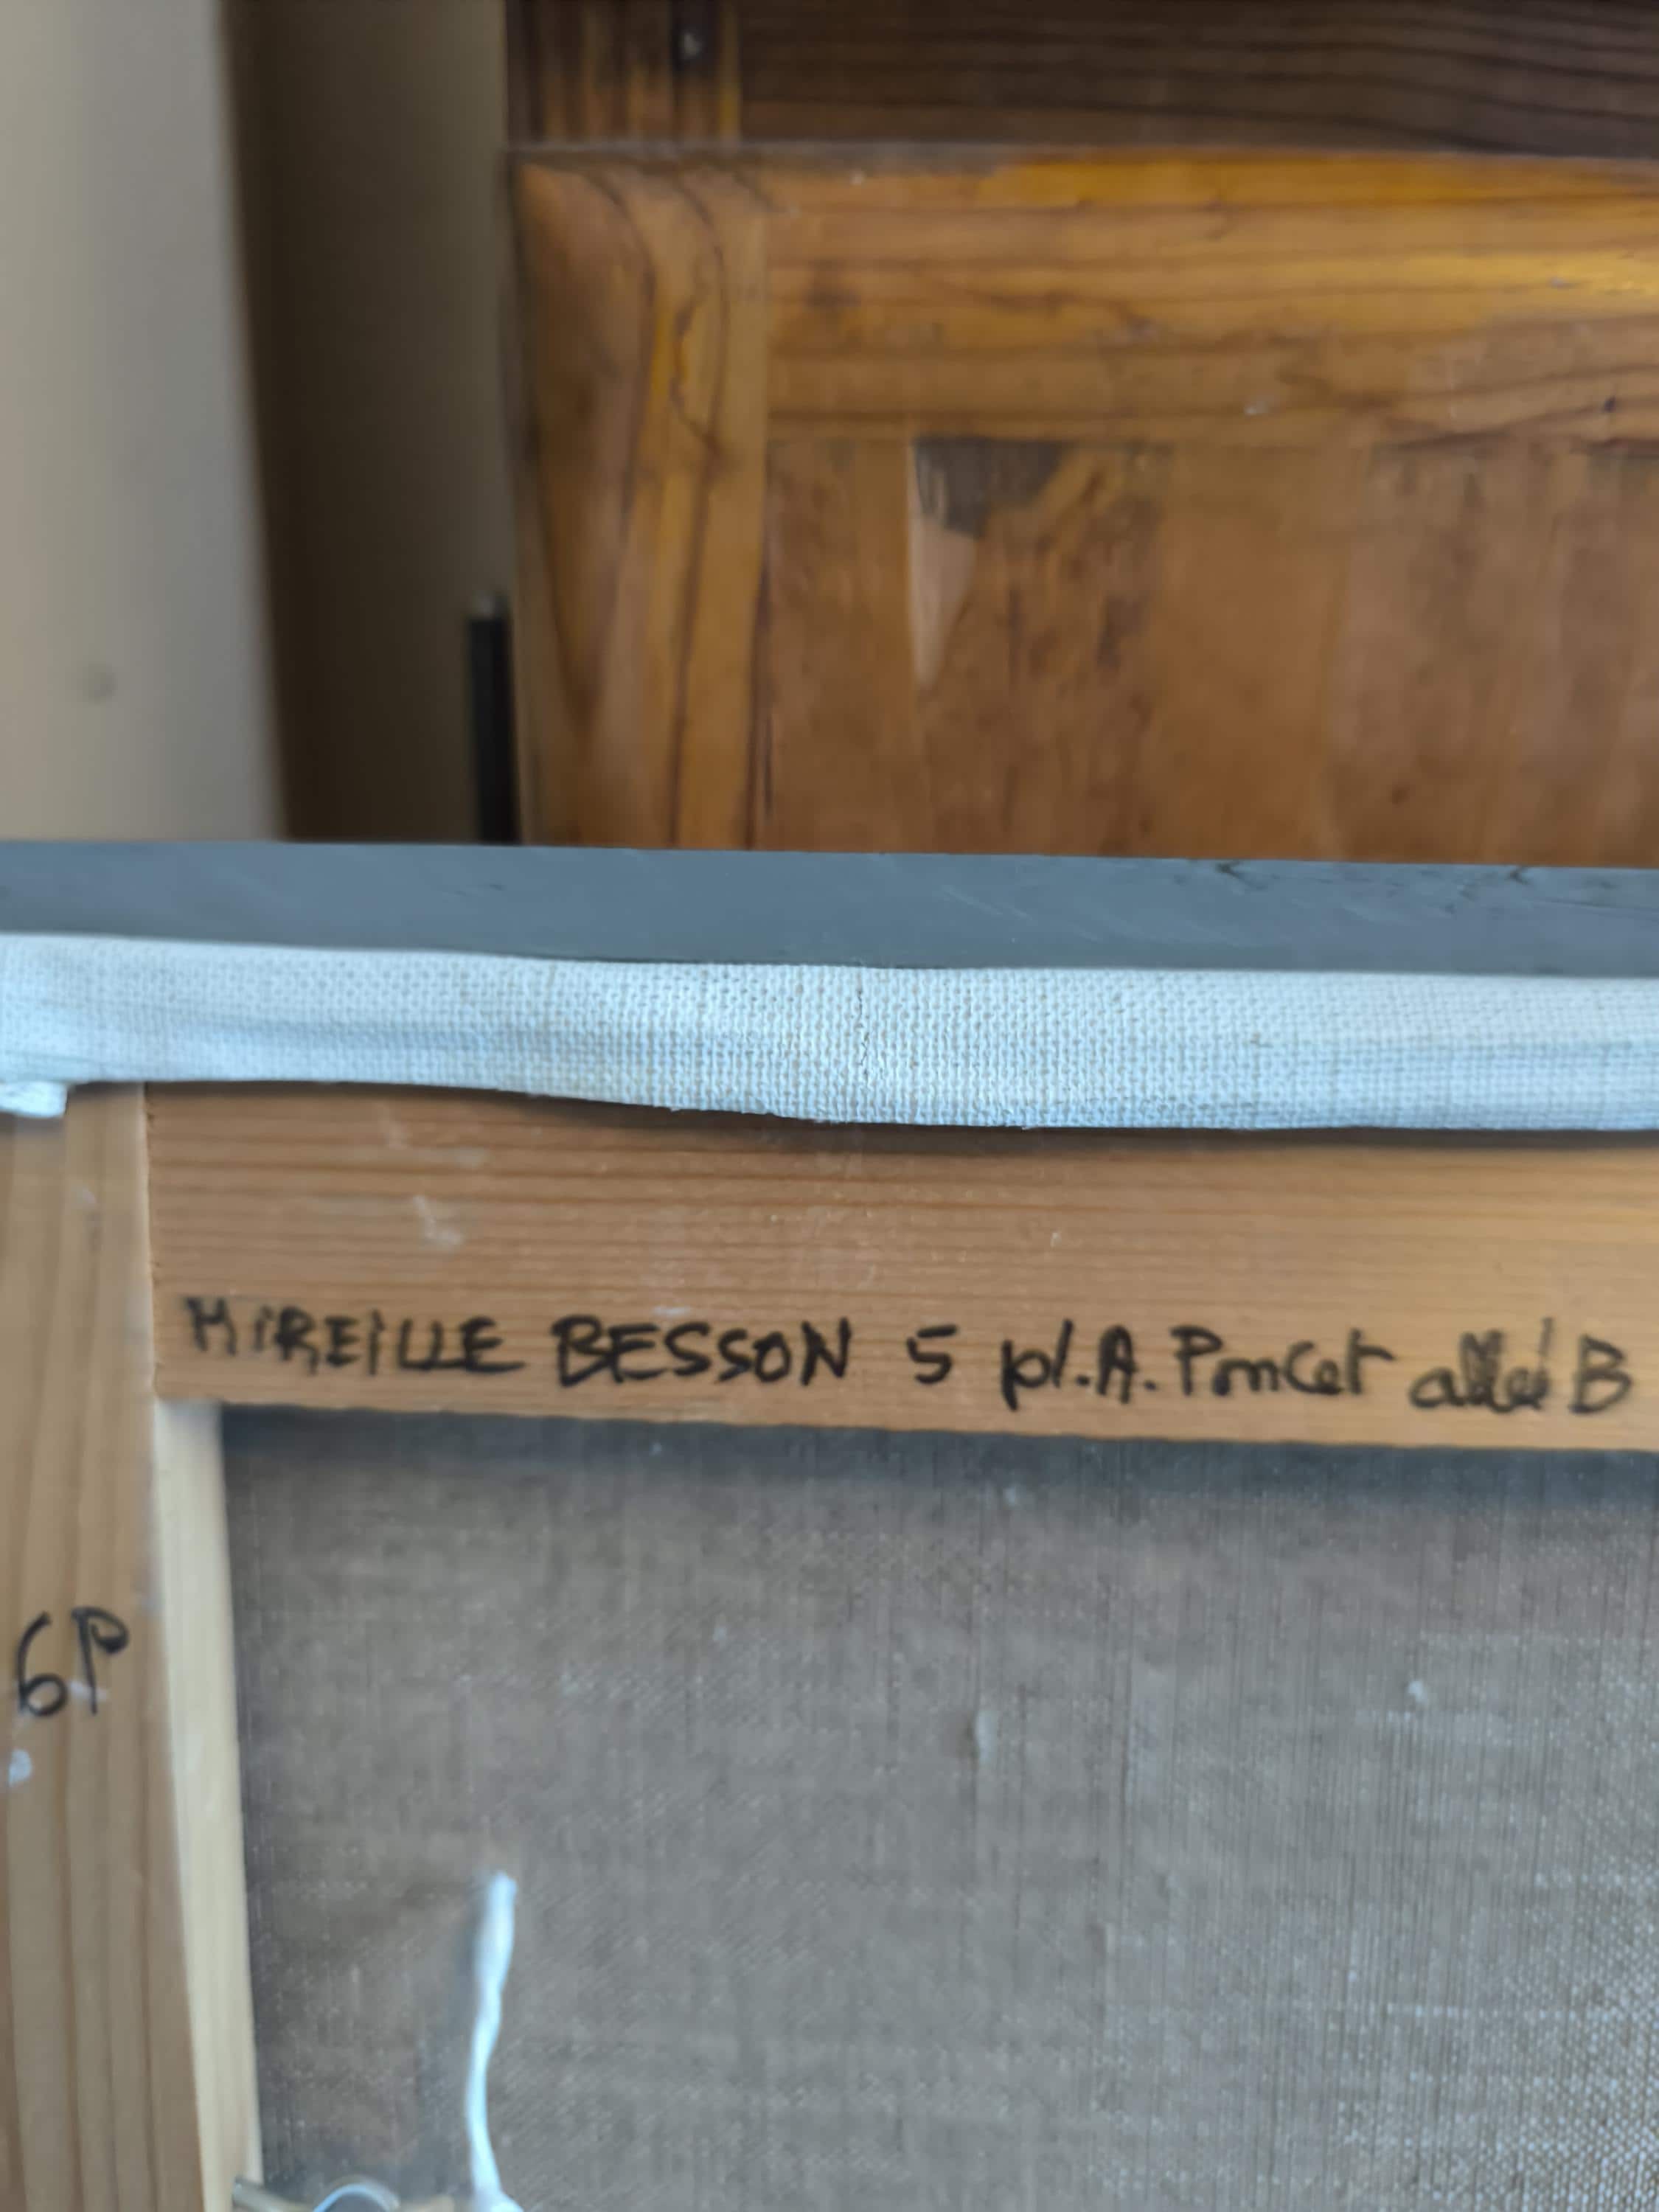 MiREiLLE BESSON 5 pl. A. Poncet allée B
6P